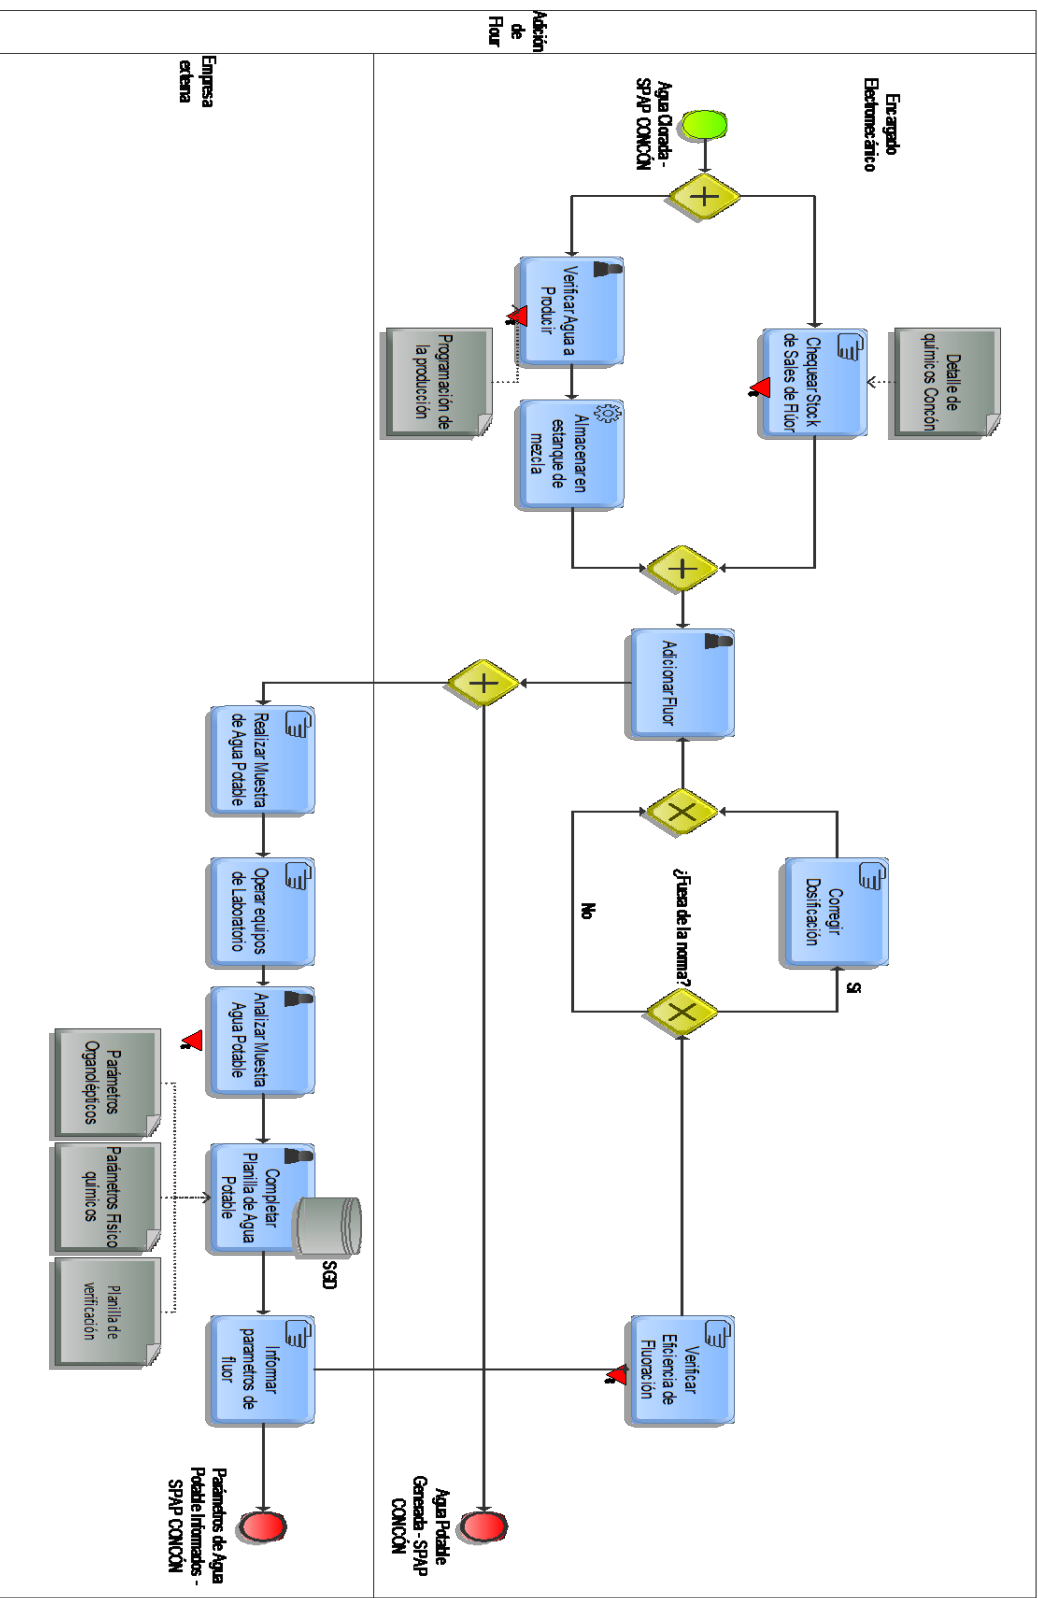 Adición
de
Flour
Encargado
Electromecánico
Agua Clorada -
SPAP CONCÓN
Detalle de
químicos Concón
Chequear Stock
de Sales de Flúor
Verificar Agua a
Producir
Programación de
la producción
Almacenar en
estanque de
mezcla
Adicionar Fluor
Corregir
Dosificación
Si
¿Fuera de la norma?
No
Verificar
Eficiencia de
Fluoración
Agua Potable
Generada - SPAP
CONCÓN
Empresa
externa
Realizar Muestra
de Agua Potable
Operar equipos
de Laboratorio
Analizar Muestra
Agua Potable
Completar
Planilla de Agua
Potable
SGD
Informar
parametros de
fluor
Parámetros
Organolépticos
Parámetros Físico
químicos
Planilla de
verificación
Parámetros de Agua
Potable Informados -
SPAP CONCÓN